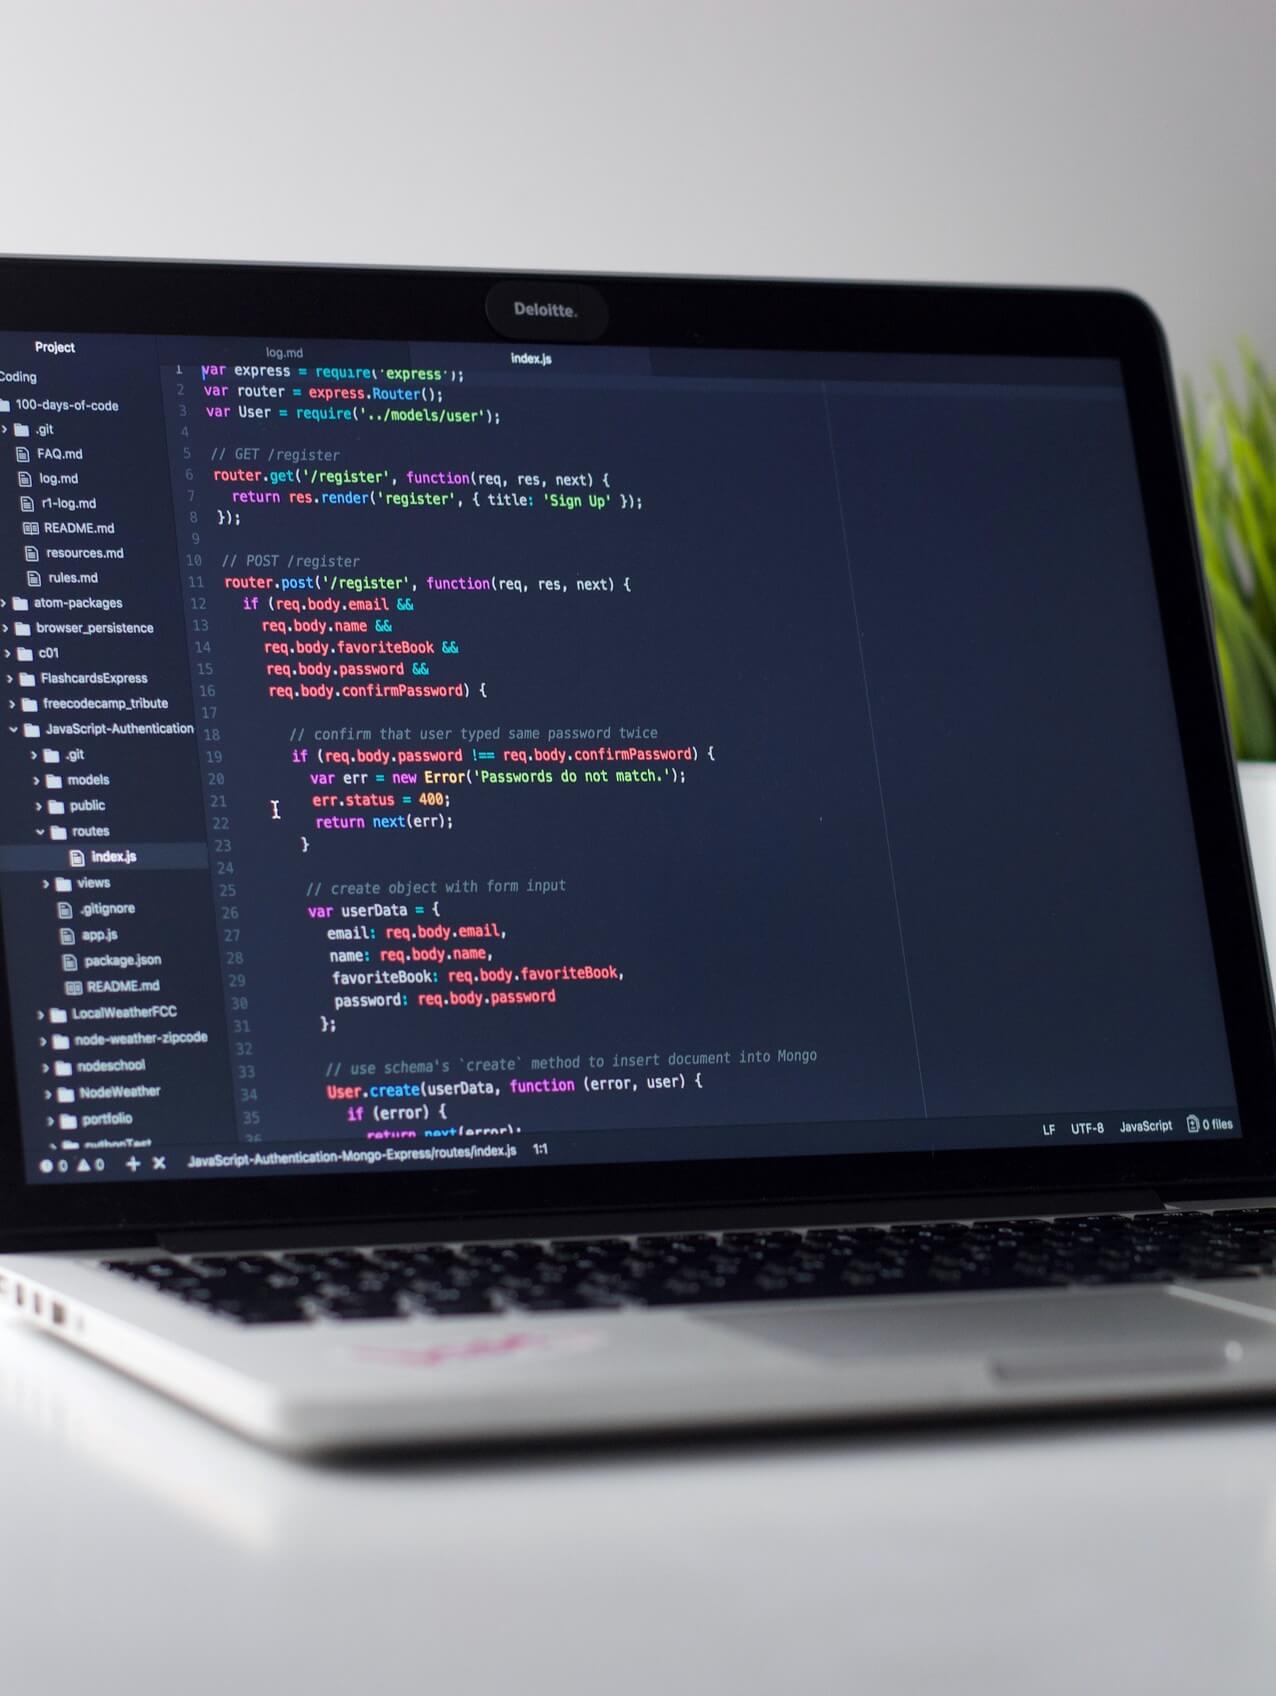 Deloitte.
Project
log.md
index.js
Coding
100-days-of-code
.git
FAQ.md
log.md
r1-log.md
README.md
resources.md
rules.md
atom-packages
browser_persistence
c01
FlashcardsExpress
freecodecamp_tribute
JavaScript-Authentication
.git
models
public
routes
index.js
views
.gitignore
app.js
package.json
README.md
LocalWeatherFCC
node-weather-zipcode
nodeschool
NodeWeather
portfolio
pythonTest
1 var express = require('express');
2 var router = express.Router();
3 var User = require('../models/user');
4
5 // GET /register
6 router.get('/register', function(req, res, next) {
7 return res.render('register', { title: 'Sign Up' });
8 });
9
10 // POST /register
11 router.post('/register', function(req, res, next) {
12 if (req.body.email &&
13 req.body.name &&
14 req.body.favoriteBook &&
15 req.body.password &&
16 req.body.confirmPassword) {
17
18 // confirm that user typed same password twice
19 if (req.body.password !== req.body.confirmPassword) {
20 var err = new Error('Passwords do not match.');
21 err.status = 400;
22 return next(err);
23 }
24
25 // create object with form input
26 var userData = {
27 email: req.body.email,
28 name: req.body.name,
29 favoriteBook: req.body.favoriteBook,
30 password: req.body.password
31 };
32
33 // use schema's `create` method to insert document into Mongo
34 User.create(userData, function (error, user) {
35 if (error) {
36 return next(error);
0 0 JavaScript-Authentication-Mongo-Express/routes/index.js 1:1 LF UTF-8 JavaScript 0 files